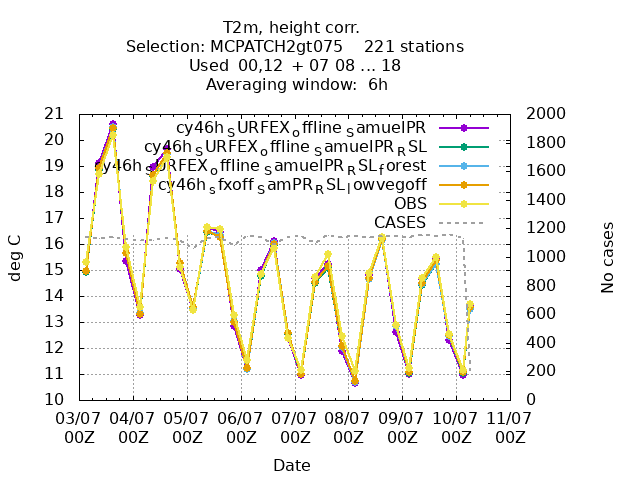 T2m, height corr.
Selection: MCPATCH2gt075 221 stations
Used 00,12 + 07 08 ... 18
Averaging window: 6h
21
20
19
18
17
16
15
14
13
12
11
10
2000
1800
1600
1400
1200
1000
800
600
400
200
0
cy46h_SURFEX_offline_SamuelPR
cy46h_SURFEX_offline_SamuelPR_RSL
cy46h_SURFEX_offline_SamuelPR_RSL_forest
cy46h_sfxoff_SamPR_RSL_lowvegoff
OBS
CASES
deg C
No cases
03/07 04/07 05/07 06/07 07/07 08/07 09/07 10/07 11/07
00Z 00Z 00Z 00Z 00Z 00Z 00Z 00Z 00Z
Date